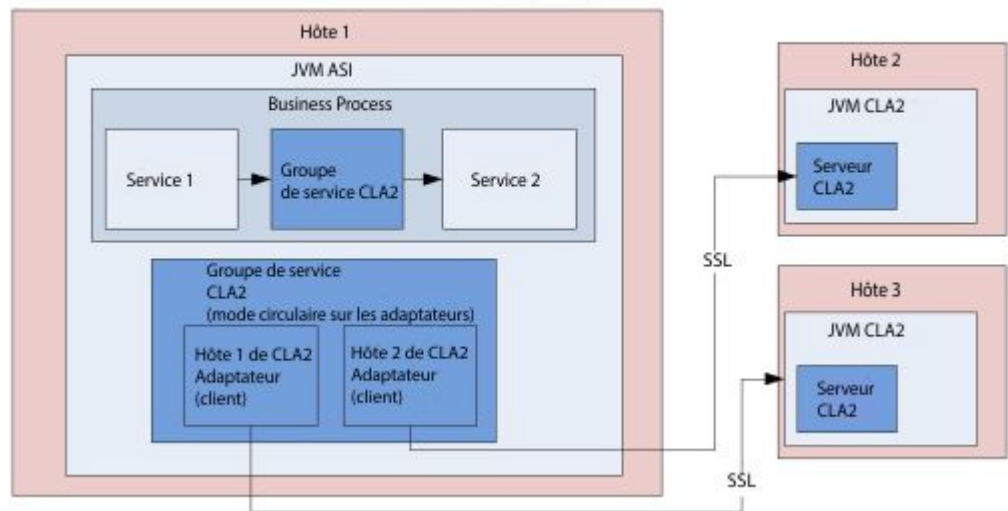 Hôte 1
JVM ASI
Business Process
Service 1
Groupe
de service CLA2
Service 2
Groupe de service
CLA2
(mode circulaire sur les adaptateurs)
Hôte 1 de CLA2
Adaptateur
(client)
Hôte 2 de CLA2
Adaptateur
(client)
SSL
SSL
Hôte 2
JVM CLA2
Serveur
CLA2
Hôte 3
JVM CLA2
Serveur
CLA2